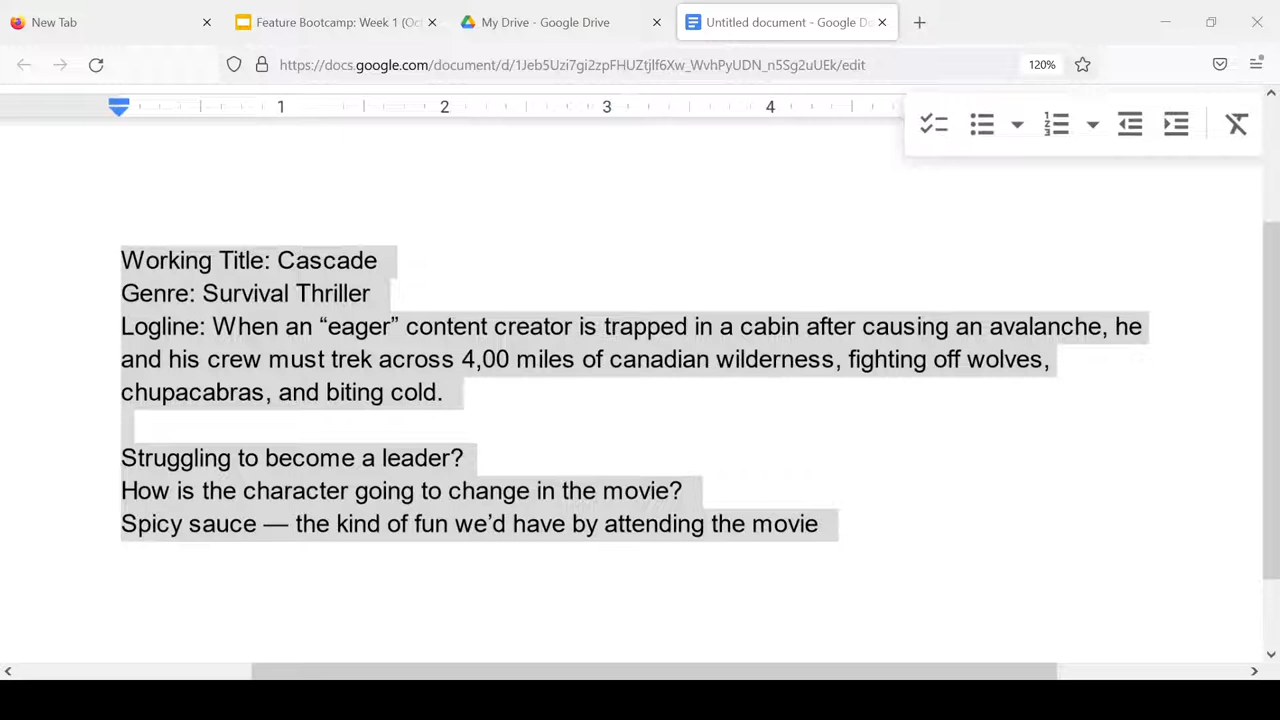 New Tab
Feature Bootcamp: Week 1 (Oct
My Drive - Google Drive
Untitled document - Google Do
https://docs.google.com/document/d/1Jeb5Uzi7gi2zpFHUZtjlf6Xw_WvhPyUDN_n5Sg2uUEk/edit
120%
1 2 3 4
Working Title: Cascade
Genre: Survival Thriller
Logline: When an “eager” content creator is trapped in a cabin after causing an avalanche, he
and his crew must trek across 4,00 miles of canadian wilderness, fighting off wolves,
chupacabras, and biting cold.
Struggling to become a leader?
How is the character going to change in the movie?
Spicy sauce — the kind of fun we’d have by attending the movie